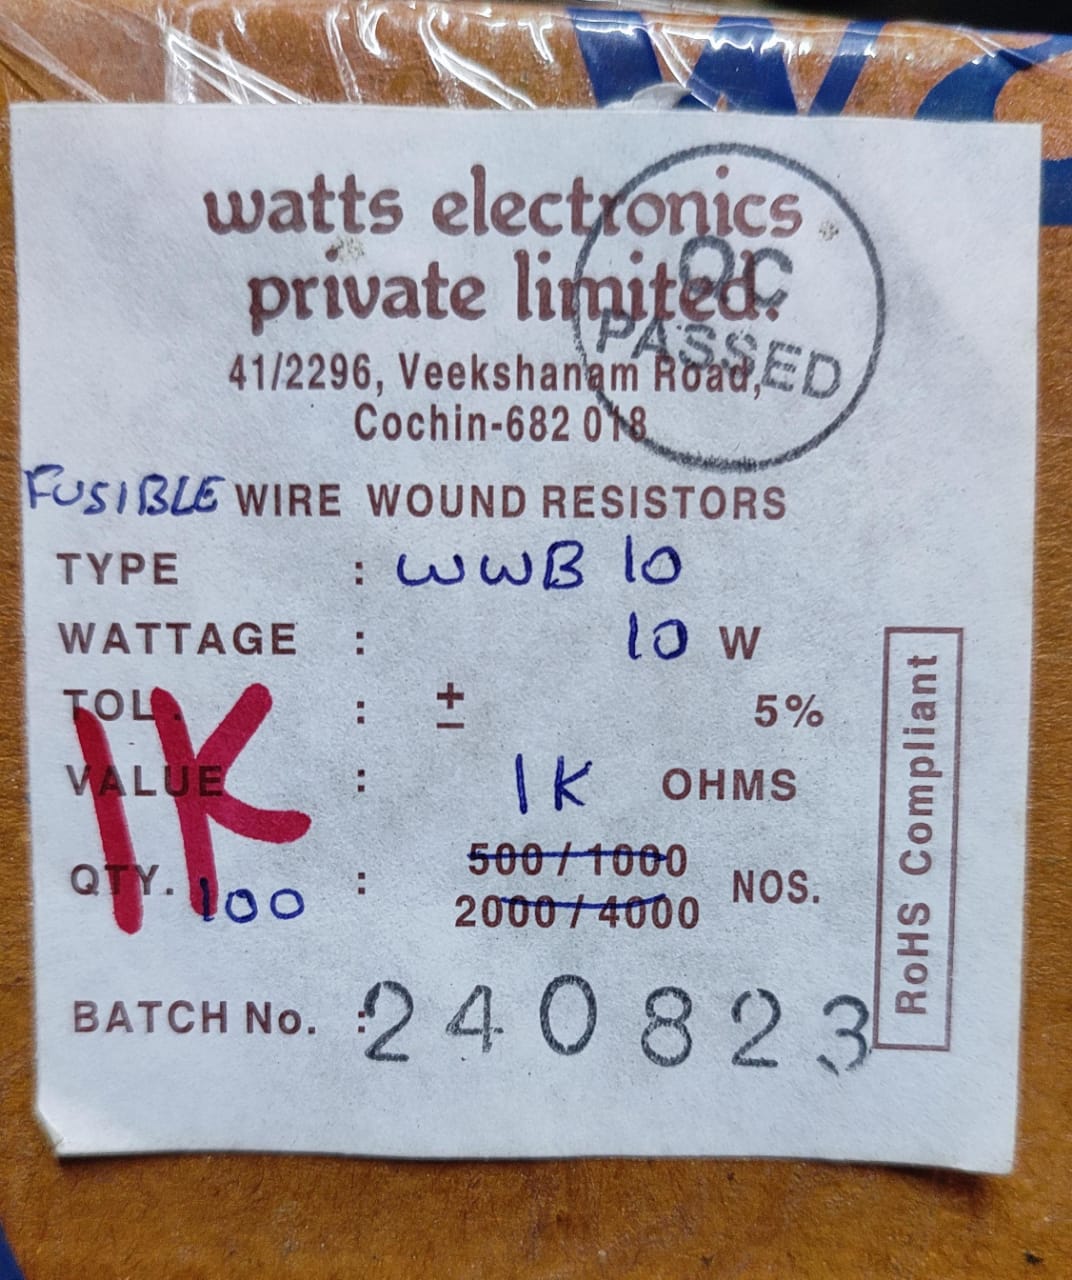 watts electronics
private limited.
QC
PASSED
41/2296, Veekshanam Road,
Cochin-682 018
FUSIBLE WIRE WOUND RESISTORS
TYPE : WWB 10
WATTAGE : 10 W
TOL. : ± 5%
1K
VALUE : 1K OHMS
500 / 1000
QTY. 100 : NOS.
2000 / 4000
BATCH No. : 240823
RoHS Compliant